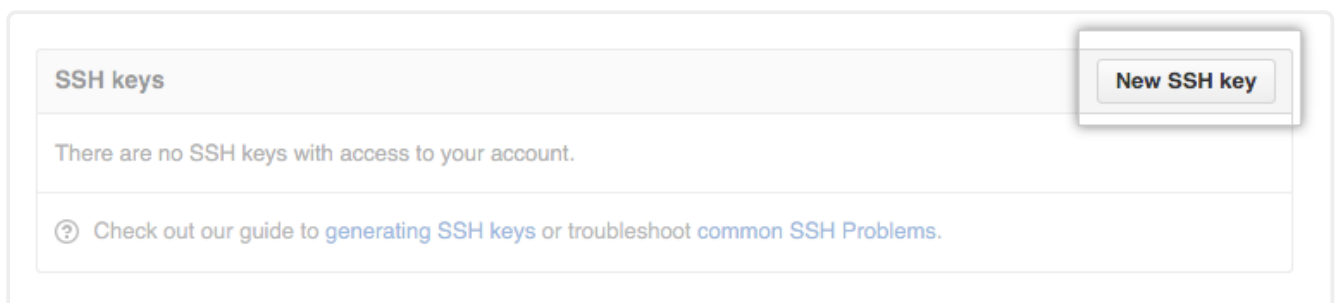 SSH keys
New SSH key
There are no SSH keys with access to your account.
Check out our guide to generating SSH keys or troubleshoot common SSH Problems.